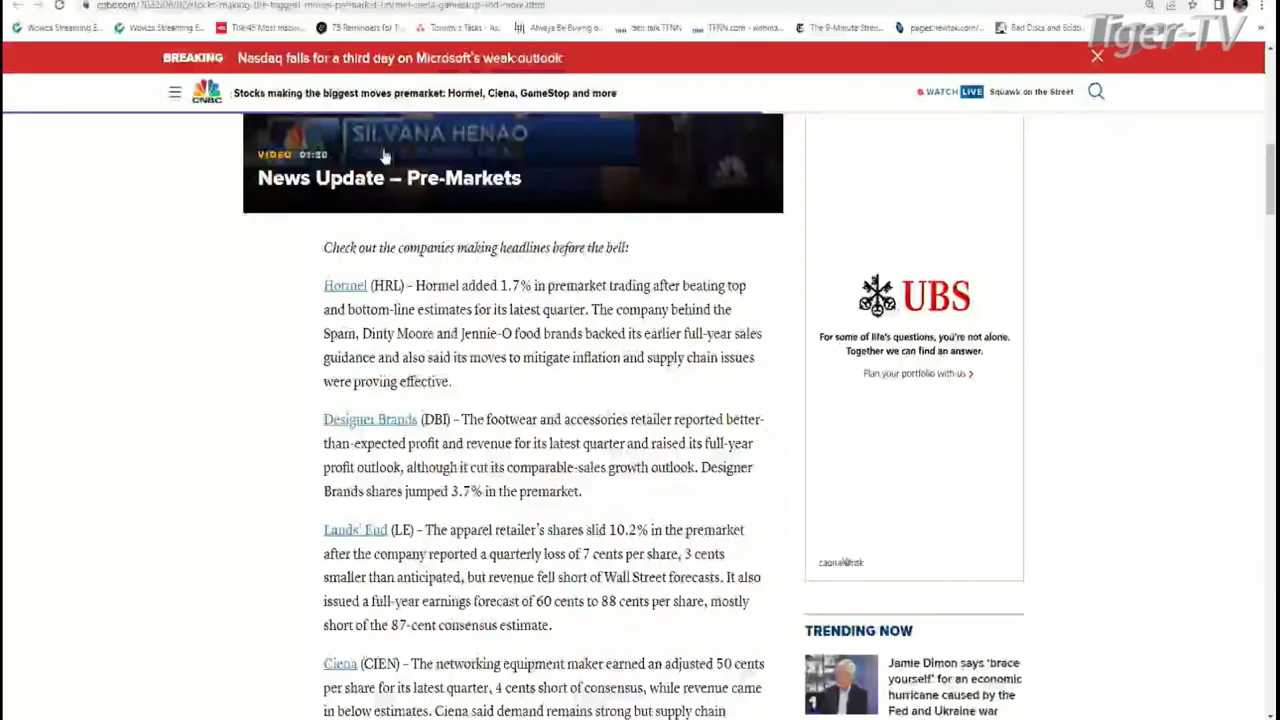 Tiger-TV
BREAKING Nasdaq falls for a third day on Microsoft's weak outlook
CNBC
Stocks making the biggest moves premarket: Hormel, Ciena, GameStop and more
WATCH LIVE Squawk on the Street
SILVANA HENAO
VIDEO
News Update – Pre-Markets
Check out the companies making headlines before the bell:
Hormel (HRL) – Hormel added 1.7% in premarket trading after beating top
and bottom-line estimates for its latest quarter. The company behind the
Spam, Dinty Moore and Jennie-O food brands backed its earlier full-year sales
guidance and also said its moves to mitigate inflation and supply chain issues
were proving effective.
Designer Brands (DBI) – The footwear and accessories retailer reported better-
than-expected profit and revenue for its latest quarter and raised its full-year
profit outlook, although it cut its comparable-sales growth outlook. Designer
Brands shares jumped 3.7% in the premarket.
Lands' End (LE) – The apparel retailer's shares slid 10.2% in the premarket
after the company reported a quarterly loss of 7 cents per share, 3 cents
smaller than anticipated, but revenue fell short of Wall Street forecasts. It also
issued a full-year earnings forecast of 60 cents to 88 cents per share, mostly
short of the 87-cent consensus estimate.
Ciena (CIEN) – The networking equipment maker earned an adjusted 50 cents
per share for its latest quarter, 4 cents short of consensus, while revenue came
in below estimates. Ciena said demand remains strong but supply chain
UBS
For some of life's questions, you're not alone.
Together we can find an answer.
Plan your portfolio with us
TRENDING NOW
1
Jamie Dimon says 'brace
yourself' for an economic
hurricane caused by the
Fed and Ukraine war